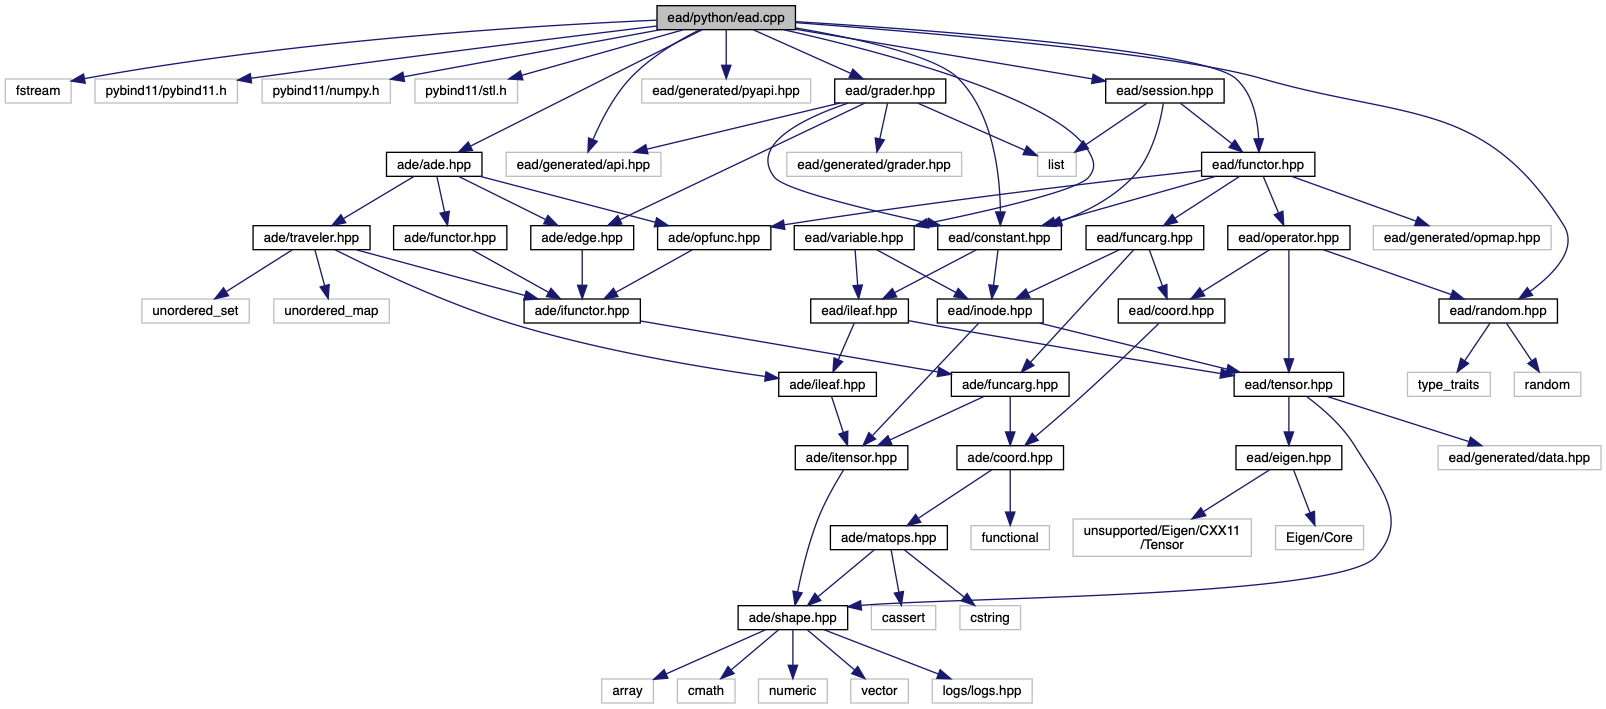 ead/python/ead.cpp
fstream
pybind11/pybind11.h
pybind11/numpy.h
pybind11/stl.h
ead/generated/pyapi.hpp
ead/grader.hpp
ead/session.hpp
ade/ade.hpp
ead/generated/api.hpp
ead/generated/grader.hpp
list
ead/functor.hpp
ade/traveler.hpp
ade/functor.hpp
ade/edge.hpp
ade/opfunc.hpp
ead/variable.hpp
ead/constant.hpp
ead/funcarg.hpp
ead/operator.hpp
ead/generated/opmap.hpp
unordered_set
unordered_map
ade/ifunctor.hpp
ead/ileaf.hpp
ead/inode.hpp
ead/coord.hpp
ead/random.hpp
ade/ileaf.hpp
ade/funcarg.hpp
ead/tensor.hpp
type_traits
random
ade/itensor.hpp
ade/coord.hpp
ead/eigen.hpp
ead/generated/data.hpp
ade/matops.hpp
functional
unsupported/Eigen/CXX11
/Tensor
Eigen/Core
ade/shape.hpp
cassert
cstring
array
cmath
numeric
vector
logs/logs.hpp